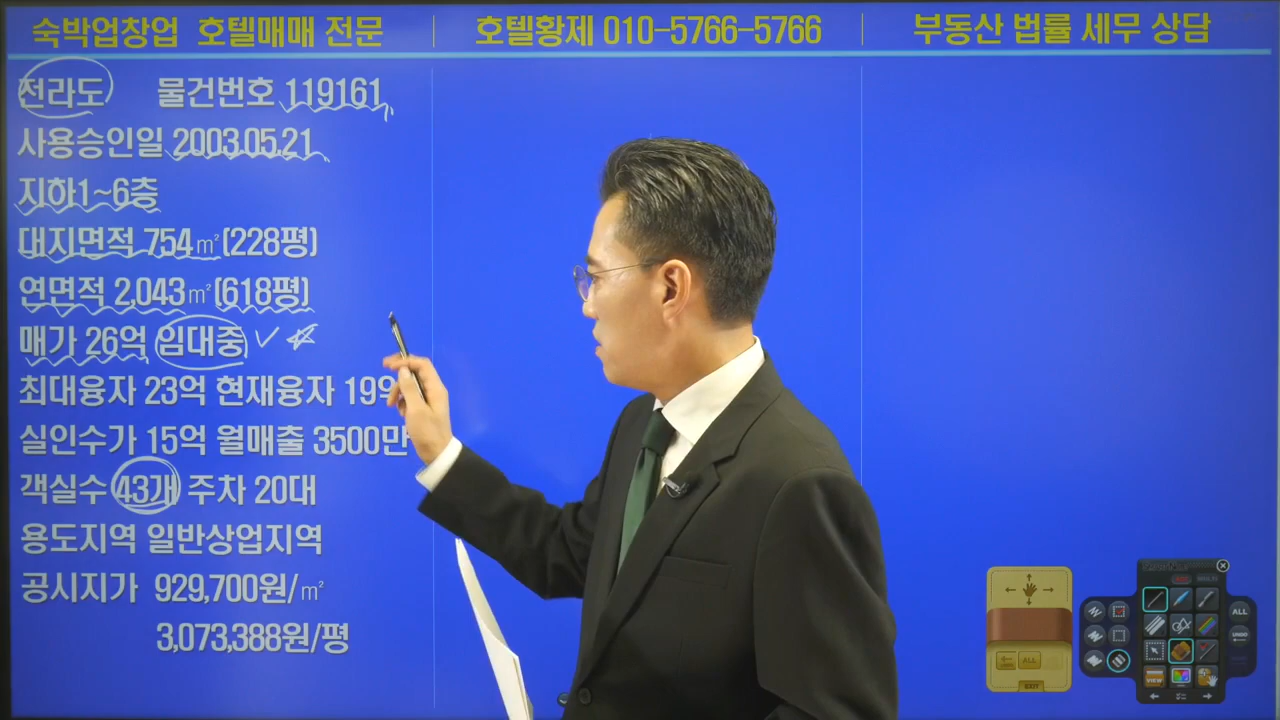 숙박업창업 호텔매매 전문
호텔황제 010-5766-5766
부동산 법률 세무 상담
전라도 물건번호 119161
사용승인일 2003.05.21
지하1~6층
대지면적 754㎡(228평)
연면적 2,043㎡(618평)
매가 26억 임대중
최대융자 23억 현재융자 19억
실인수가 15억 월매출 3500만
객실수 43개 주차 20대
용도지역 일반상업지역
공시지가 929,700원/㎡
3,073,388원/평
ALL
UNDO
ALL
EXIT
VIEW